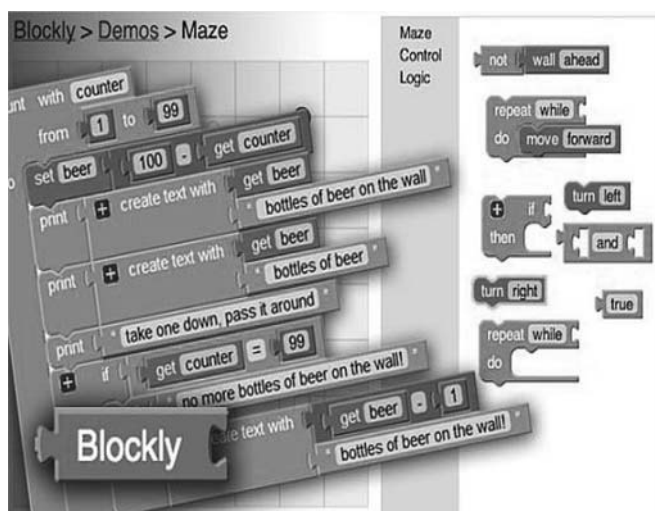 Blockly > Demos > Maze
with counter
from 1 to 99
set beer 100 - get counter
print + create text with get beer
" bottles of beer on the wall "
print + create text with get beer
" bottles of beer "
print " take one down, pass it around "
+ if get counter = 99
" no more bottles of beer on the wall! "
text with get beer - 1
" bottles of beer on the wall! "
Blockly
Maze
Control
Logic
not wall ahead
repeat while
do move forward
+ if
then
turn left
and
turn right
true
repeat while
do